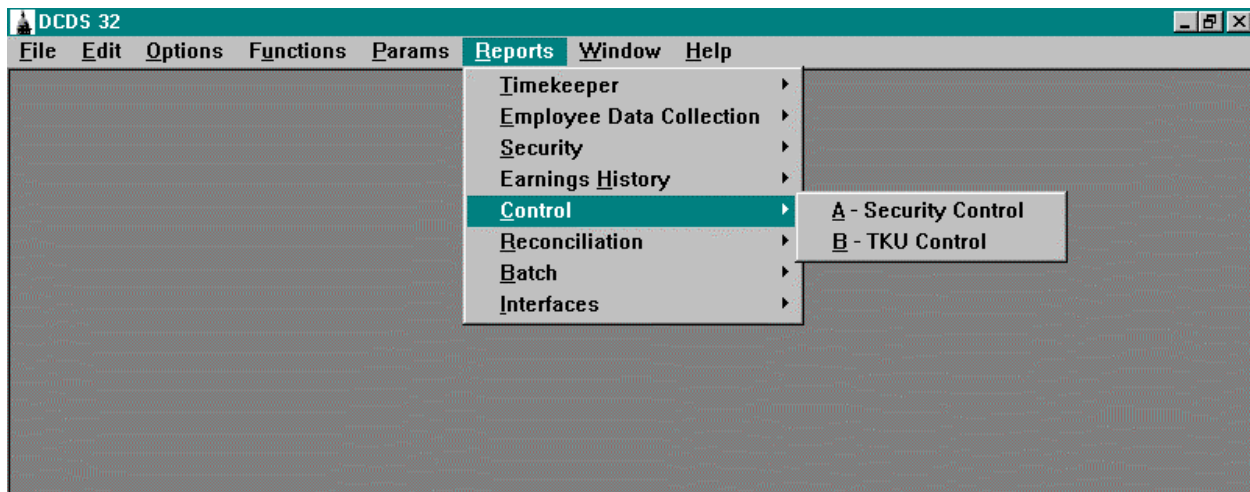 DCDS 32
File Edit Options Functions Params Reports Window Help
Timekeeper
Employee Data Collection
Security
Earnings History
Control
A - Security Control
Reconciliation
B - TKU Control
Batch
Interfaces